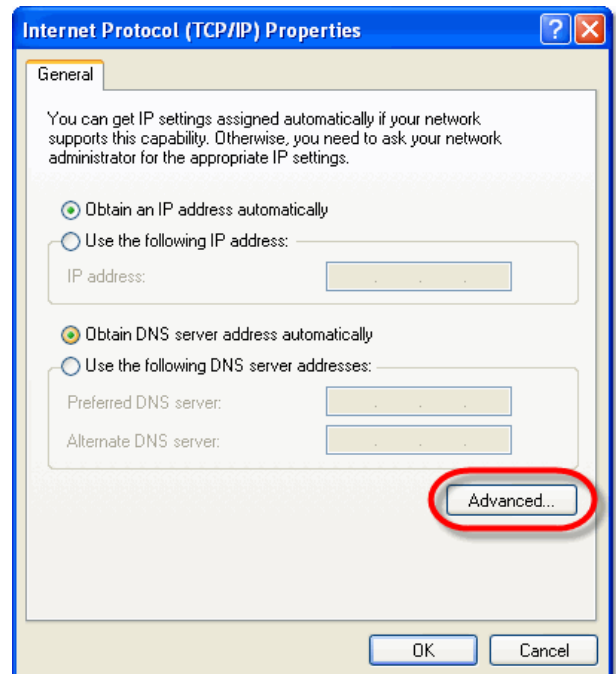 Internet Protocol (TCP/IP) Properties
General
You can get IP settings assigned automatically if your network
supports this capability. Otherwise, you need to ask your network
administrator for the appropriate IP settings.
Obtain an IP address automatically
Use the following IP address:
IP address:
Obtain DNS server address automatically
Use the following DNS server addresses:
Preferred DNS server:
Alternate DNS server:
Advanced...
OK
Cancel